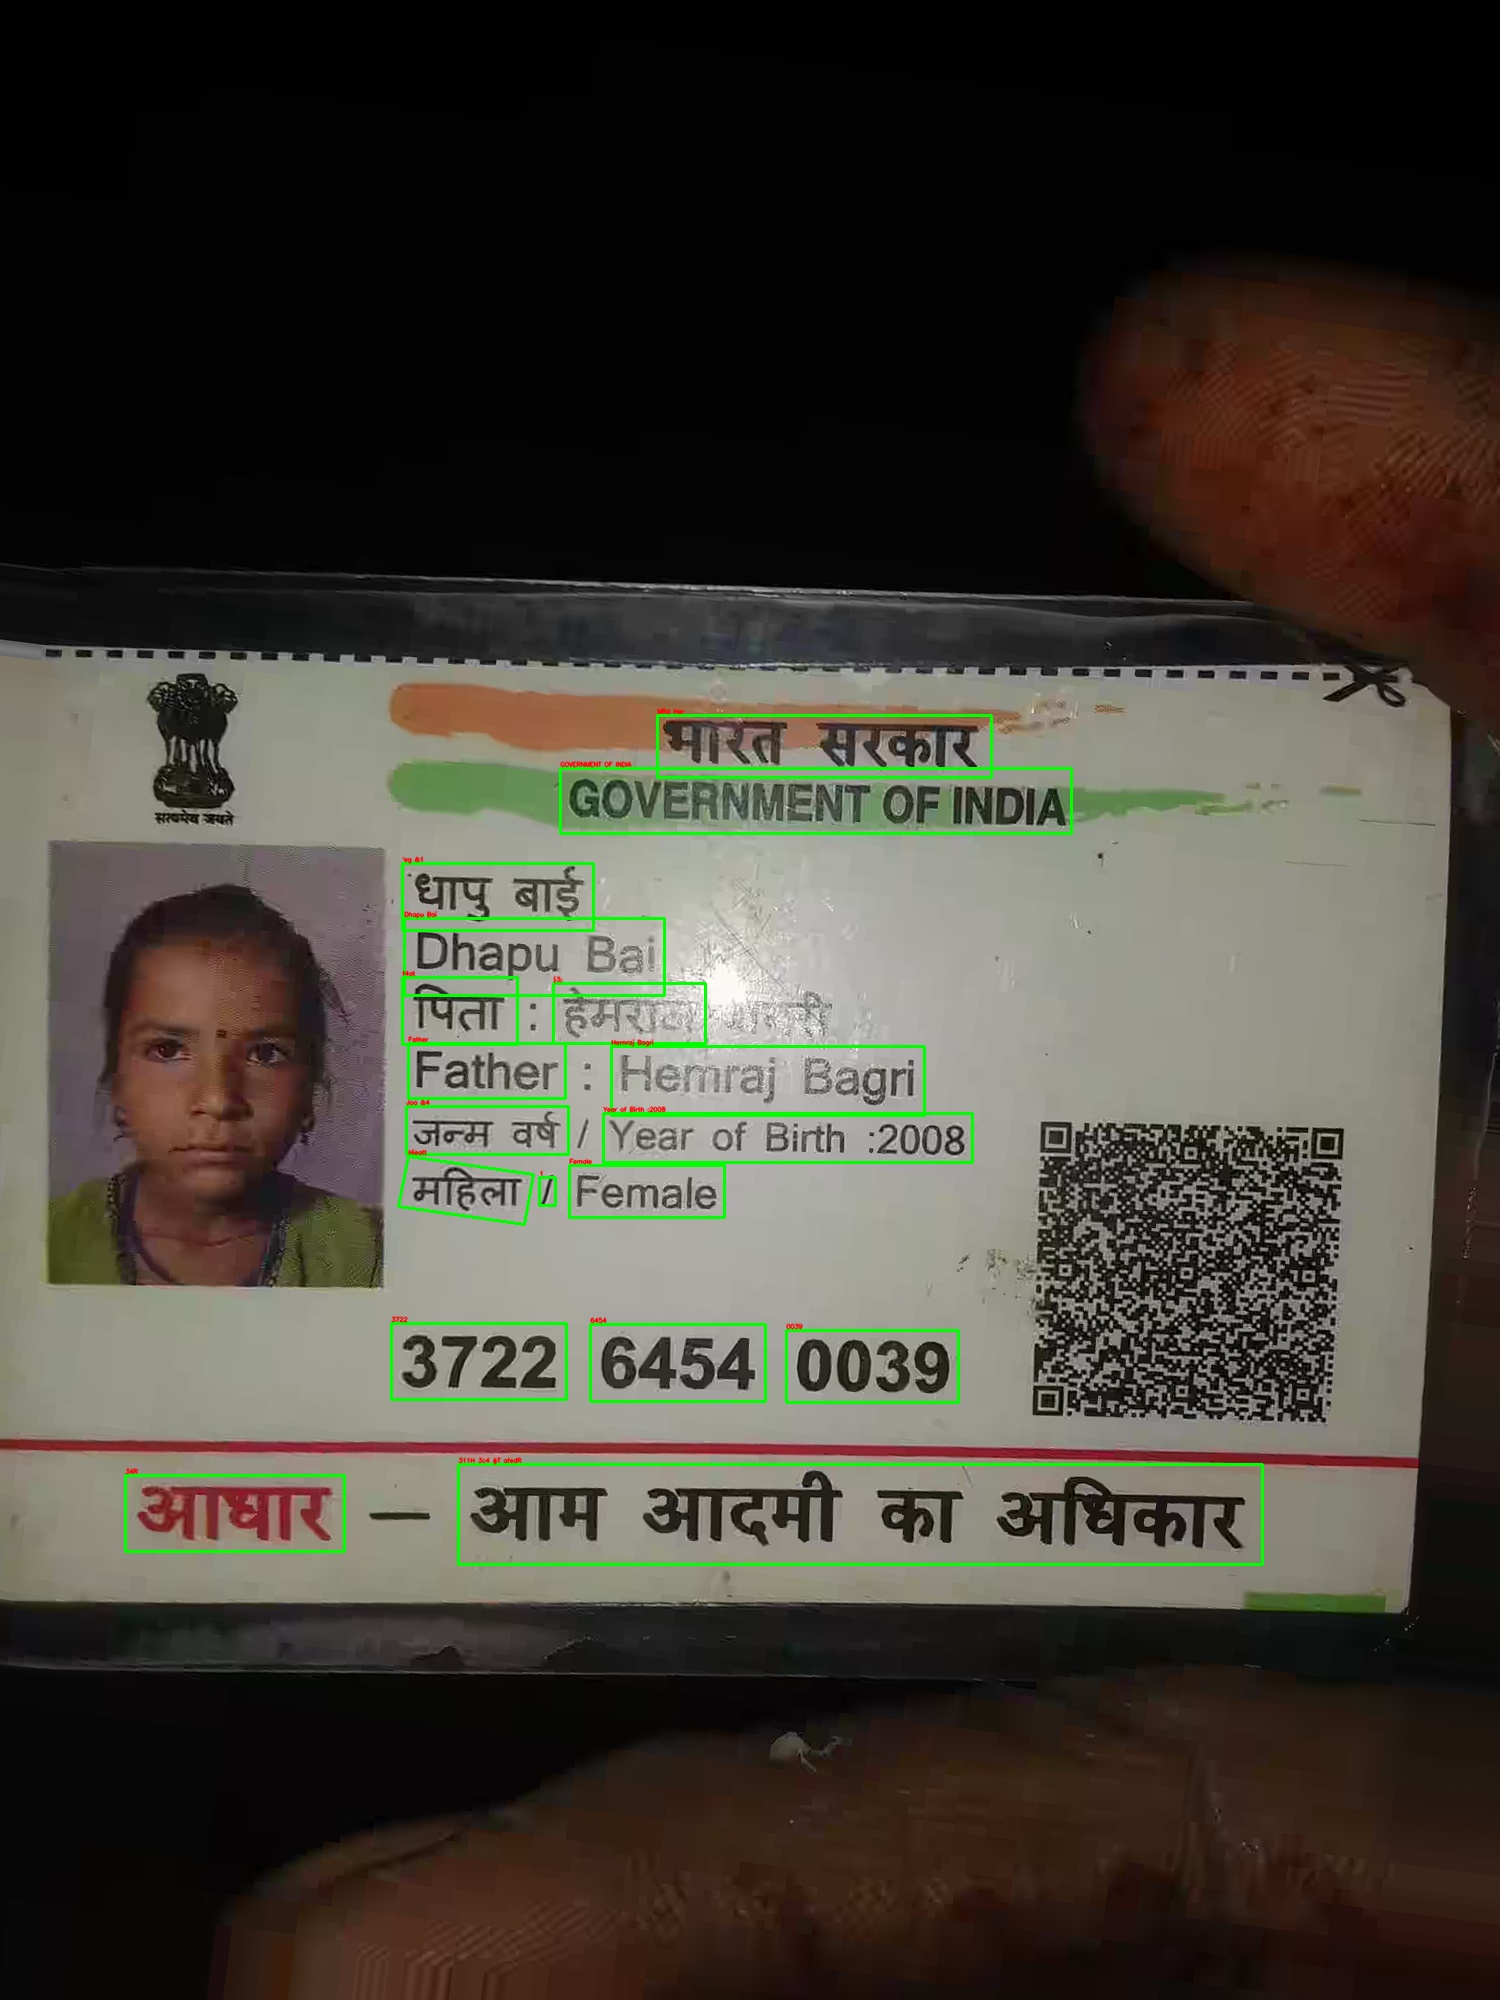 सत्यमेव जयते
भारत सरकार
GOVERNMENT OF INDIA
धापु बाई
Dhapu Bai
पिता : हेमराज
Father : Hemraj Bagri
जन्म वर्ष / Year of Birth :2008
महिला / Female
3722 6454 0039
आधार — आम आदमी का अधिकार